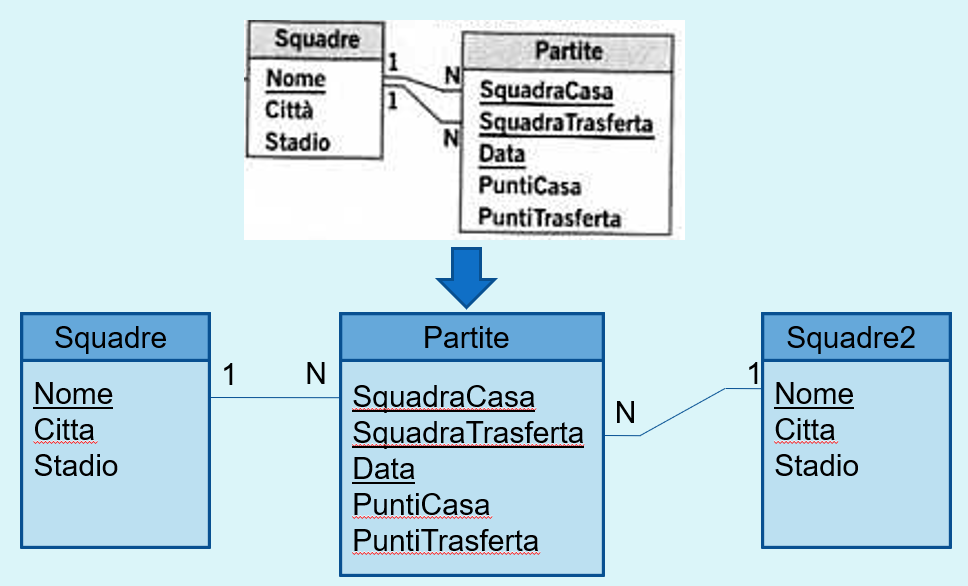 Squadre
Nome
Città
Stadio
1
1
N
N
Partite
SquadraCasa
SquadraTrasferta
Data
PuntiCasa
PuntiTrasferta
Squadre
Nome
Citta
Stadio
1
N
Partite
SquadraCasa
SquadraTrasferta
Data
PuntiCasa
PuntiTrasferta
N
1
Squadre2
Nome
Citta
Stadio